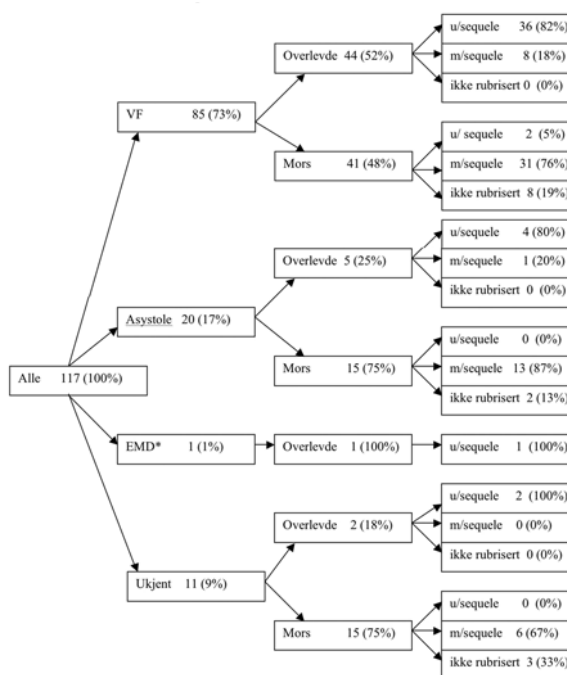 u/sequele 36 (82%)
Overlevde 44 (52%)
m/sequele 8 (18%)
ikke rubrisert 0 (0%)
VF 85 (73%)
u/ sequele 2 (5%)
Mors 41 (48%)
m/sequele 31 (76%)
ikke rubrisert 8 (19%)
u/sequele 4 (80%)
Overlevde 5 (25%)
m/sequele 1 (20%)
ikke rubrisert 0 (0%)
Asystole 20 (17%)
u/sequele 0 (0%)
Mors 15 (75%)
m/sequele 13 (87%)
ikke rubrisert 2 (13%)
Alle 117 (100%)
EMD* 1 (1%)
Overlevde 1 (100%)
u/sequele 1 (100%)
u/sequele 2 (100%)
Overlevde 2 (18%)
m/sequele 0 (0%)
ikke rubrisert 0 (0%)
Ukjent 11 (9%)
u/sequele 0 (0%)
Mors 15 (75%)
m/sequele 6 (67%)
ikke rubrisert 3 (33%)